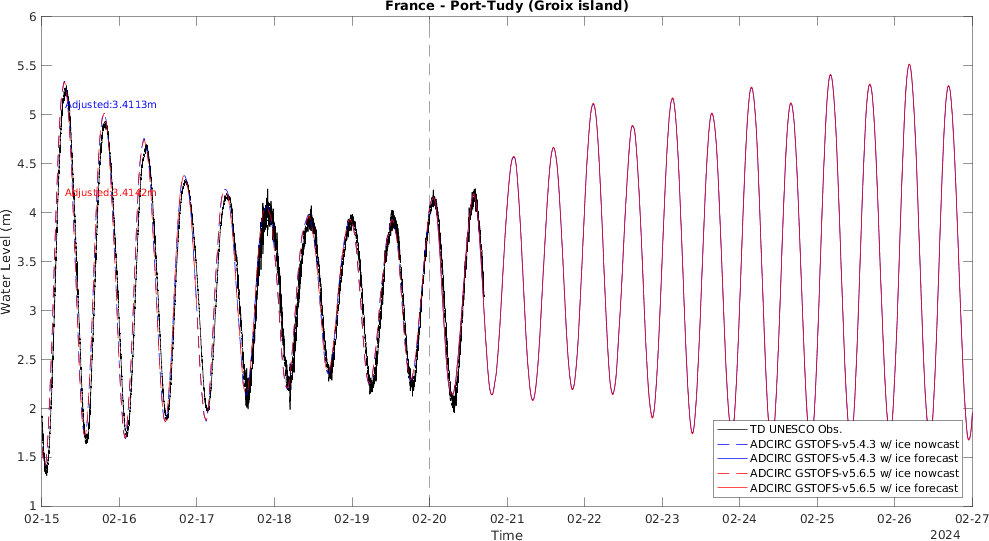 France - Port-Tudy (Groix island)
6
5.5
5
4.5
4
3.5
3
2.5
2
1.5
1
Water Level (m)
Adjusted:3.4113m
Adjusted:3.4142m
TD UNESCO Obs.
ADCIRC GSTOFS-v5.4.3 w/ ice nowcast
ADCIRC GSTOFS-v5.4.3 w/ ice forecast
ADCIRC GSTOFS-v5.6.5 w/ ice nowcast
ADCIRC GSTOFS-v5.6.5 w/ ice forecast
02-15 02-16 02-17 02-18 02-19 02-20 02-21 02-22 02-23 02-24 02-25 02-26 02-27
Time
2024